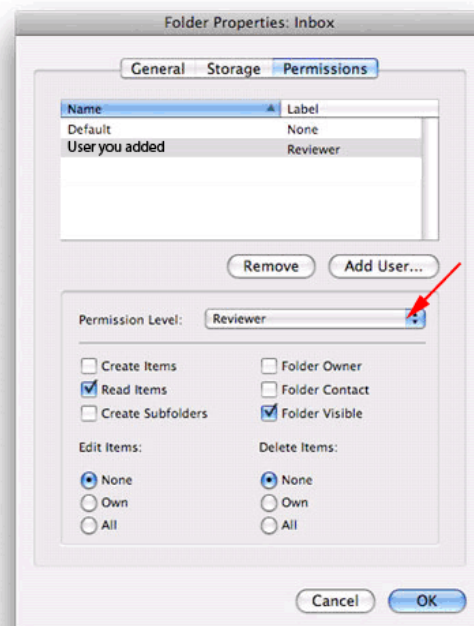 Folder Properties: Inbox
General Storage Permissions
Name Label
Default None
User you added Reviewer
Remove Add User...
Permission Level: Reviewer
Create Items Folder Owner
Read Items Folder Contact
Create Subfolders Folder Visible
Edit Items: Delete Items:
None None
Own Own
All All
Cancel OK